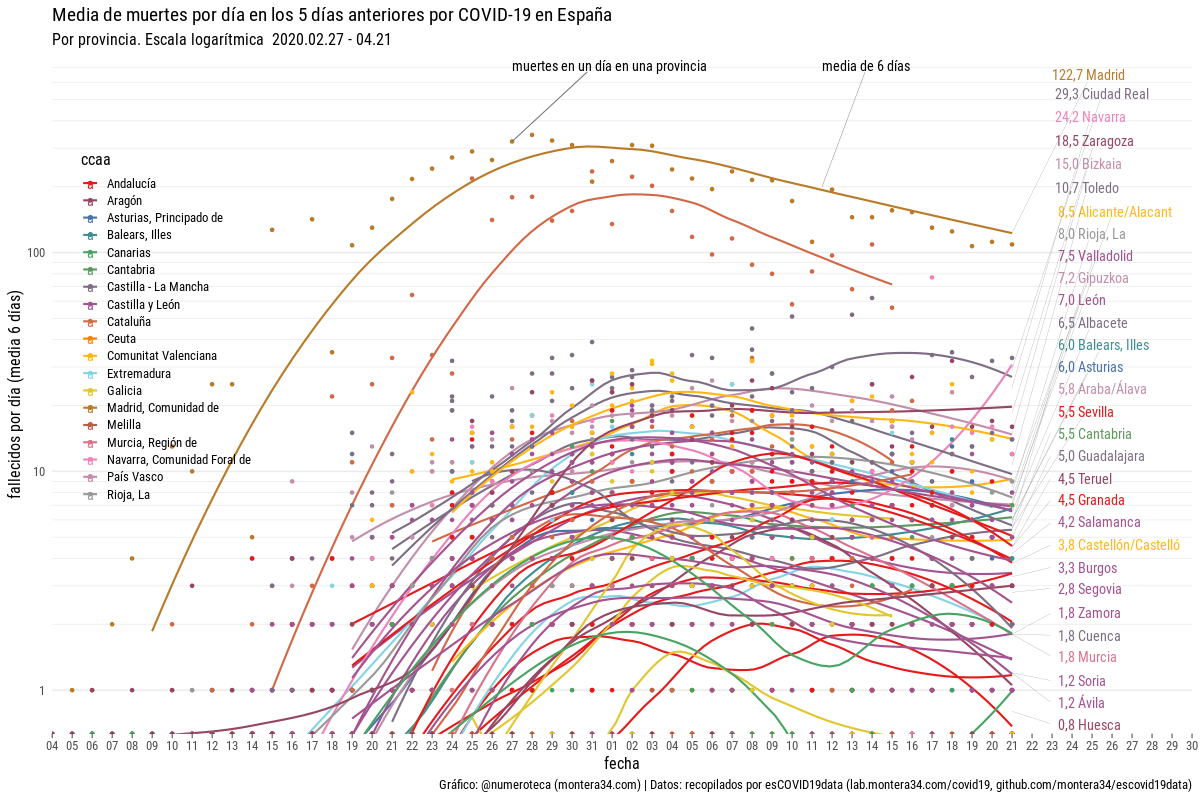 Media de muertes por día en los 5 días anteriores por COVID-19 en España
Por provincia. Escala logarítmica 2020.02.27 - 04.21
muertes en un día en una provincia
media de 6 días
122,7 Madrid
29,3 Ciudad Real
24,2 Navarra
18,5 Zaragoza
15,0 Bizkaia
10,7 Toledo
8,5 Alicante/Alacant
8,0 Rioja, La
7,5 Valladolid
7,2 Gipuzkoa
7,0 León
6,5 Albacete
6,0 Balears, Illes
6,0 Asturias
5,8 Araba/Álava
5,5 Sevilla
5,5 Cantabria
5,0 Guadalajara
4,5 Teruel
4,5 Granada
4,2 Salamanca
3,8 Castellón/Castelló
3,3 Burgos
2,8 Segovia
1,8 Zamora
1,8 Cuenca
1,8 Murcia
1,2 Soria
1,2 Ávila
0,8 Huesca
ccaa
Andalucía
Aragón
Asturias, Principado de
Balears, Illes
Canarias
Cantabria
Castilla - La Mancha
Castilla y León
Cataluña
Ceuta
Comunitat Valenciana
Extremadura
Galicia
Madrid, Comunidad de
Melilla
Murcia, Región de
Navarra, Comunidad Foral de
País Vasco
Rioja, La
fallecidos por día (media 6 días)
100
10
1
04 05 06 07 08 09 10 11 12 13 14 15 16 17 18 19 20 21 22 23 24 25 26 27 28 29 30 31 01 02 03 04 05 06 07 08 09 10 11 12 13 14 15 16 17 18 19 20 21 22 23 24 25 26 27 28 29 30
fecha
Gráfico: @numeroteca (montera34.com) | Datos: recopilados por esCOVID19data (lab.montera34.com/covid19, github.com/montera34/escovid19data)